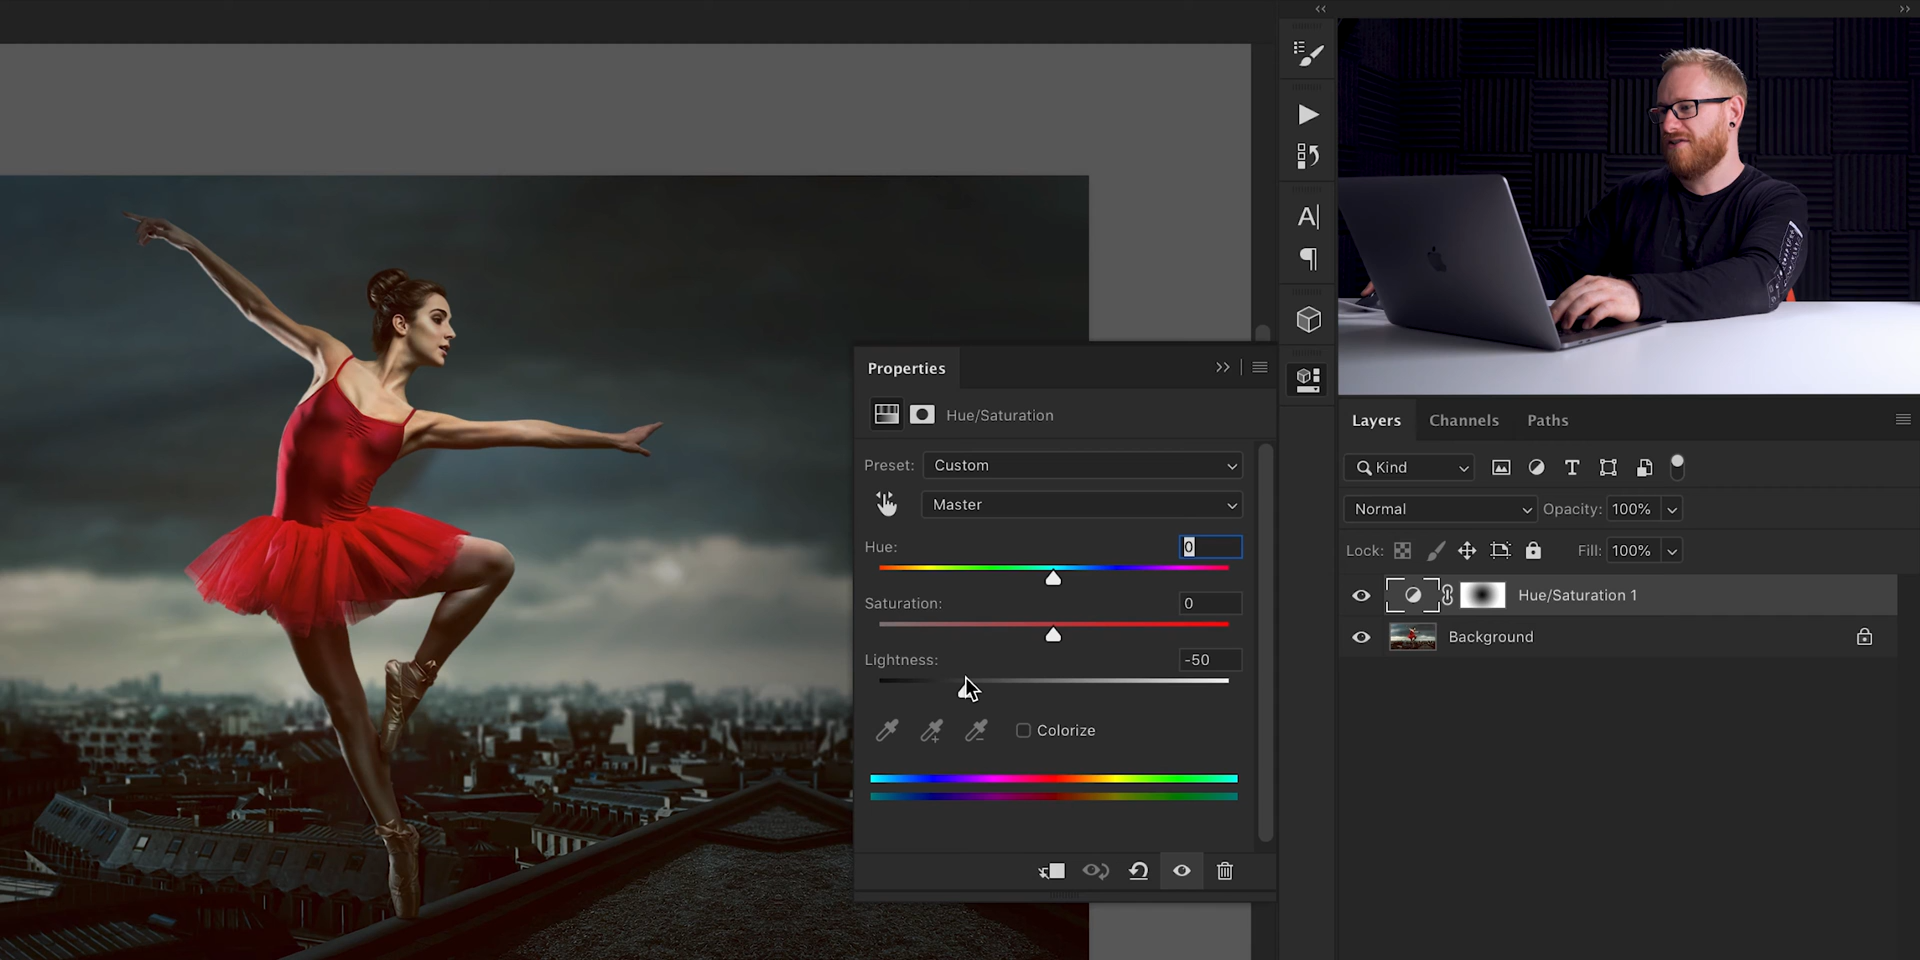 Properties
Hue/Saturation
Preset: Custom
Master
Hue: 0
Saturation: 0
Lightness: -50
Colorize
Layers Channels Paths
Kind
Normal Opacity: 100%
Lock: Fill: 100%
Hue/Saturation 1
Background